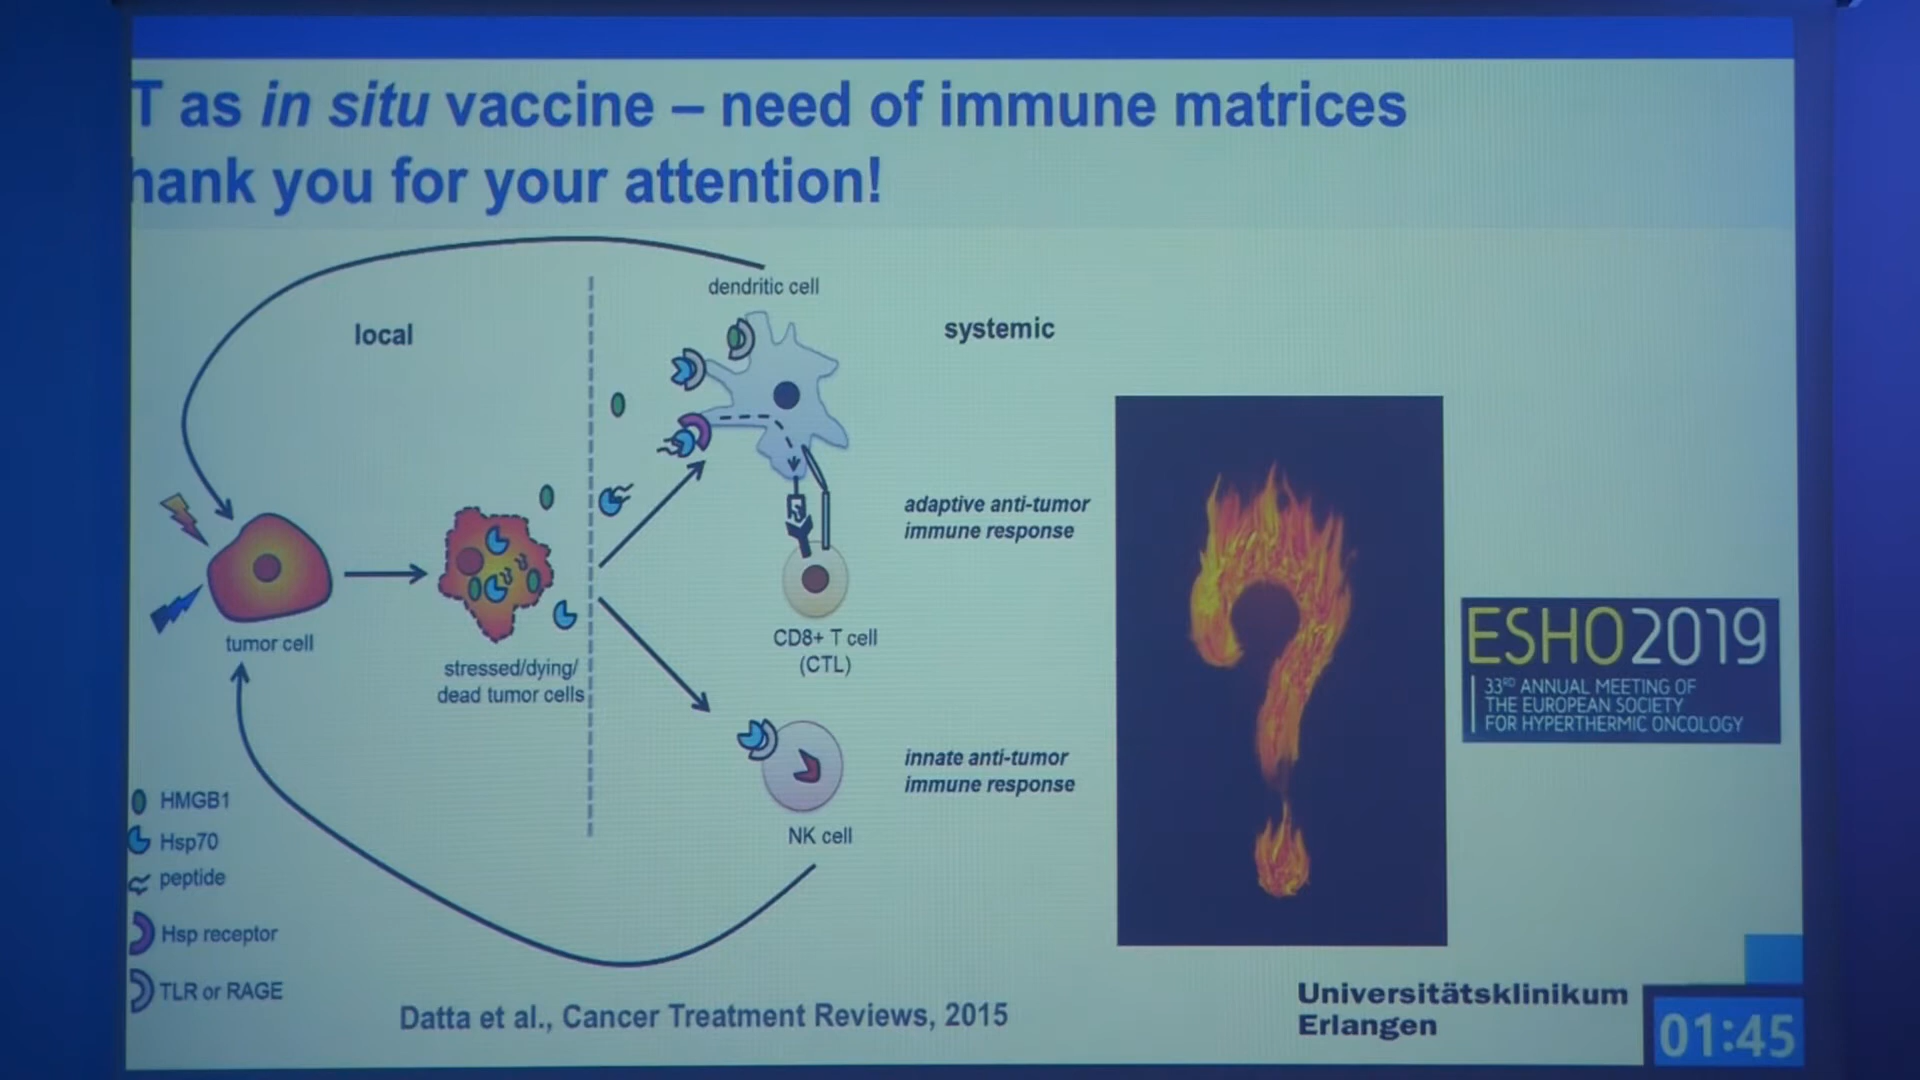 T as in situ vaccine – need of immune matrices
hank you for your attention!
dendritic cell
local
systemic
adaptive anti-tumor
immune response
tumor cell
stressed/dying/
dead tumor cells
CD8+ T cell
(CTL)
innate anti-tumor
immune response
NK cell
HMGB1
Hsp70
peptide
Hsp receptor
TLR or RAGE
Datta et al., Cancer Treatment Reviews, 2015
ESHO2019
33RD ANNUAL MEETING OF
THE EUROPEAN SOCIETY
FOR HYPERTHERMIC ONCOLOGY
Universitätsklinikum
Erlangen
01:45